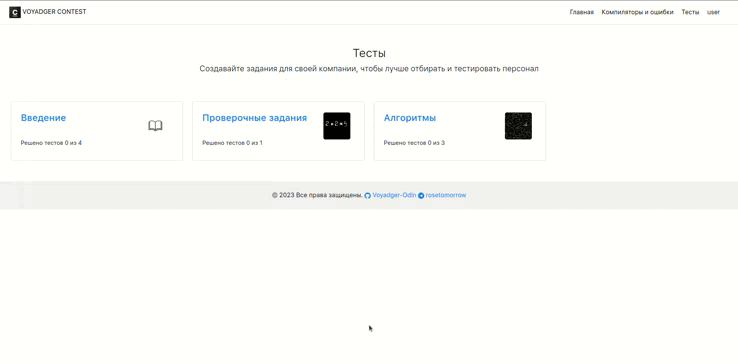 C VOYADGER CONTEST
Главная Компиляторы и ошибки Тесты user
Тесты
Создавайте задания для своей компании, чтобы лучше отбирать и тестировать персонал
Введение
Решено тестов 0 из 4
Проверочные задания
2×2×5
Решено тестов 0 из 1
Алгоритмы
Решено тестов 0 из 3
© 2023 Все права защищены. Voyadger-Odin rosetomorrow